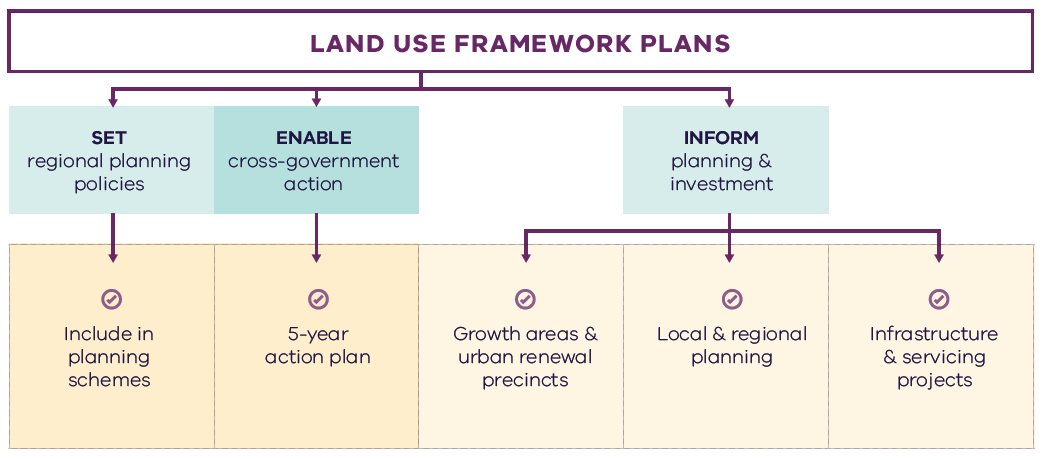 LAND USE FRAMEWORK PLANS
SET
regional planning
policies
ENABLE
cross-government
action
INFORM
planning &
investment
Include in
planning
schemes
5-year
action plan
Growth areas &
urban renewal
precincts
Local & regional
planning
Infrastructure
& servicing
projects